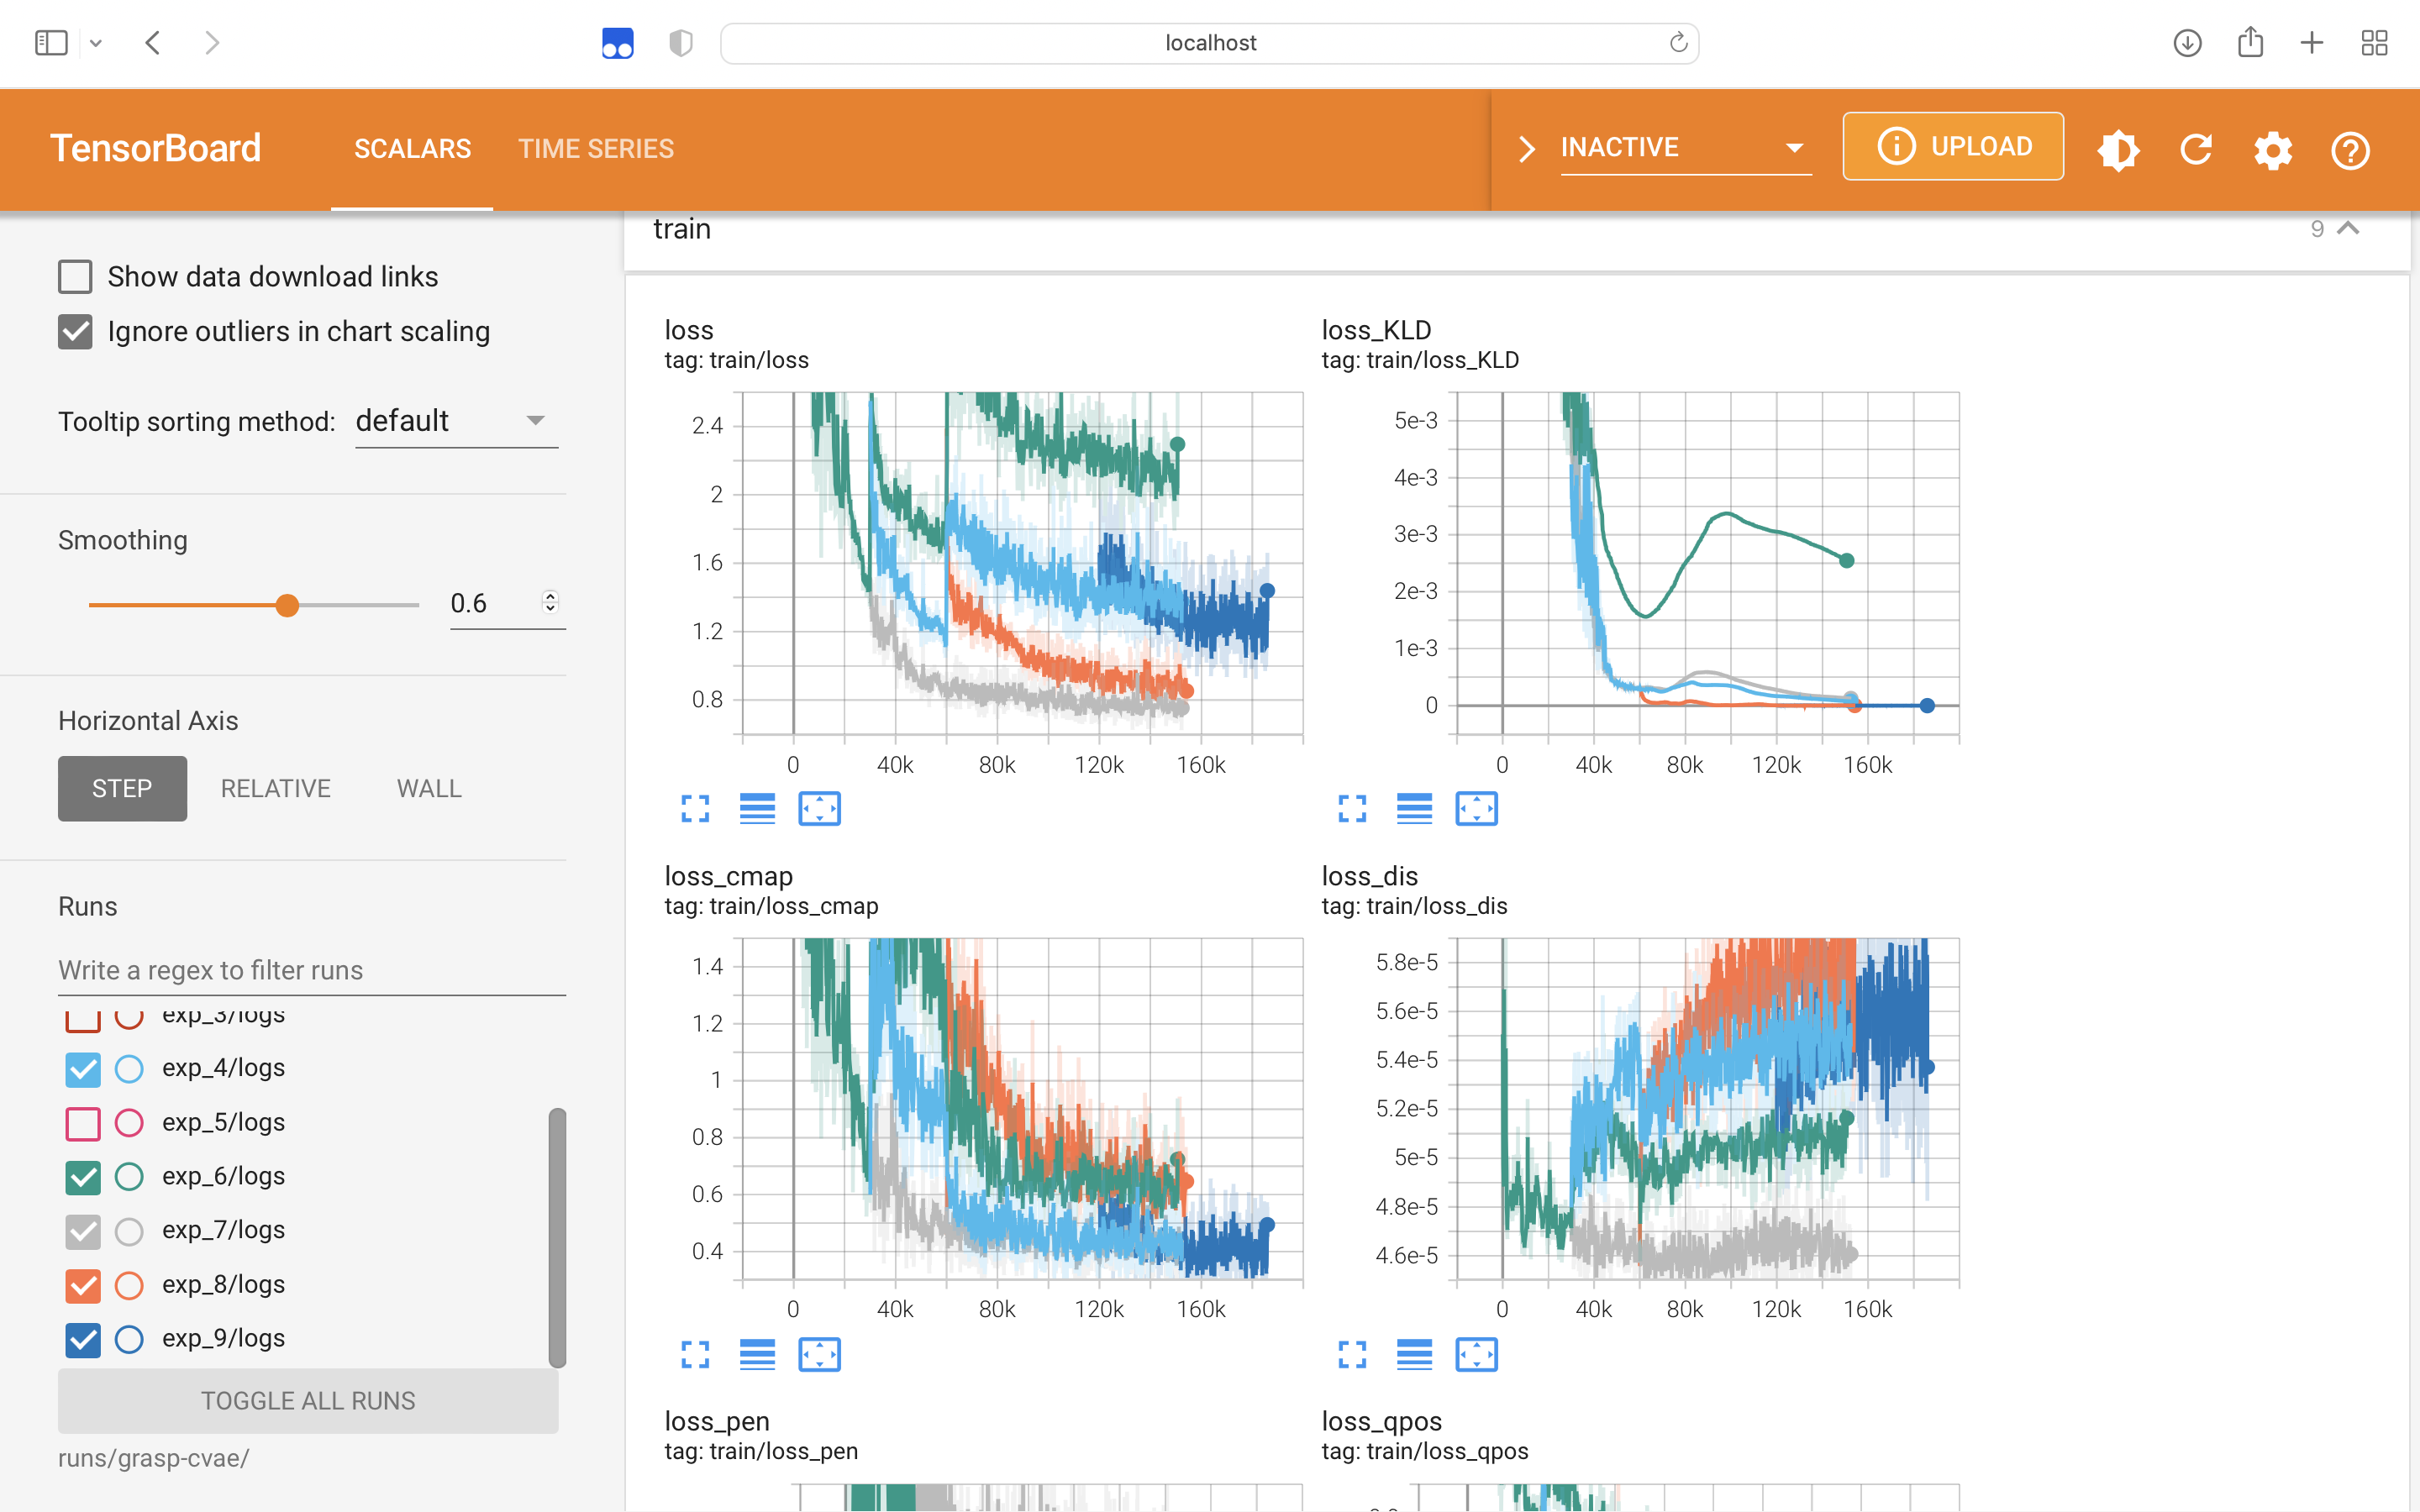 localhost
TensorBoard SCALARS TIME SERIES INACTIVE UPLOAD
train 9
Show data download links
Ignore outliers in chart scaling
Tooltip sorting method: default
Smoothing
0.6
Horizontal Axis
STEP RELATIVE WALL
Runs
Write a regex to filter runs
exp_3/logs
exp_4/logs
exp_5/logs
exp_6/logs
exp_7/logs
exp_8/logs
exp_9/logs
TOGGLE ALL RUNS
runs/grasp-cvae/
loss
tag: train/loss
2.4
2
1.6
1.2
0.8
0 40k 80k 120k 160k
loss_KLD
tag: train/loss_KLD
5e-3
4e-3
3e-3
2e-3
1e-3
0
0 40k 80k 120k 160k
loss_cmap
tag: train/loss_cmap
1.4
1.2
1
0.8
0.6
0.4
0 40k 80k 120k 160k
loss_dis
tag: train/loss_dis
5.8e-5
5.6e-5
5.4e-5
5.2e-5
5e-5
4.8e-5
4.6e-5
0 40k 80k 120k 160k
loss_pen
tag: train/loss_pen
loss_qpos
tag: train/loss_qpos